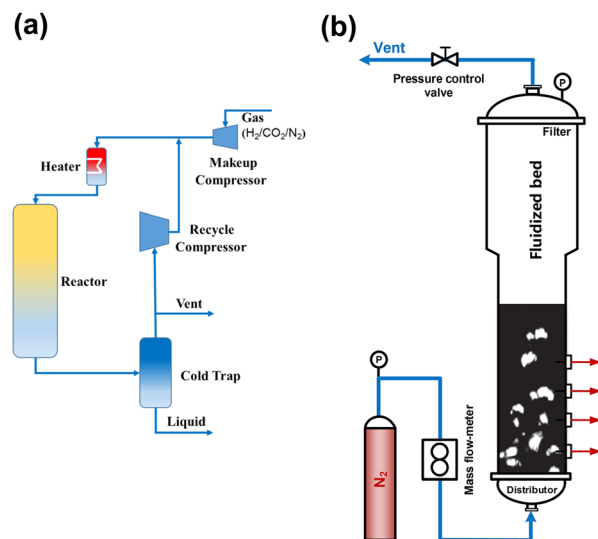 (a)
Gas
(H₂/CO₂/N₂)
Heater
Makeup
Compressor
Recycle
Compressor
Reactor
Vent
Cold Trap
Liquid
(b)
Vent
Pressure control
valve
P
Filter
Fluidized bed
P
N₂
Mass flow-meter
Distributor